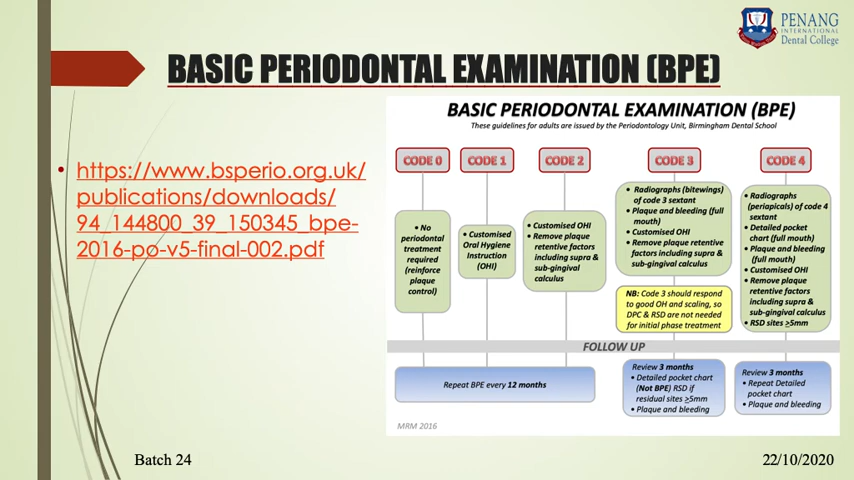 PENANG
INTERNATIONAL
Dental College
BASIC PERIODONTAL EXAMINATION (BPE)
• https://www.bsperio.org.uk/
publications/downloads/
94_144800_39_150345_bpe-
2016-po-v5-final-002.pdf
BASIC PERIODONTAL EXAMINATION (BPE)
These guidelines for adults are issued by the Periodontology Unit, Birmingham Dental School
CODE 0
• No
periodontal
treatment
required
(reinforce
plaque
control)
CODE 1
• Customised
Oral Hygiene
Instruction
(OHI)
CODE 2
• Customised OHI
• Remove plaque
retentive factors
including supra &
sub-gingival
calculus
CODE 3
• Radiographs (bitewings)
of code 3 sextant
• Plaque and bleeding (full
mouth)
• Customised OHI
• Remove plaque retentive
factors including supra &
sub-gingival calculus
NB: Code 3 should respond
to good OH and scaling, so
DPC & RSD are not needed
for initial phase treatment
CODE 4
• Radiographs
(periapicals) of code 4
sextant
• Detailed pocket
chart (full mouth)
• Plaque and bleeding
(full mouth)
• Customised OHI
• Remove plaque
retentive factors
including supra &
sub-gingival calculus
• RSD sites ≥5mm
FOLLOW UP
Repeat BPE every 12 months
Review 3 months
• Detailed pocket chart
(Not BPE) RSD if
residual sites ≥5mm
• Plaque and bleeding
Review 3 months
• Repeat Detailed
pocket chart
• Plaque and bleeding
MRM 2016
Batch 24
22/10/2020